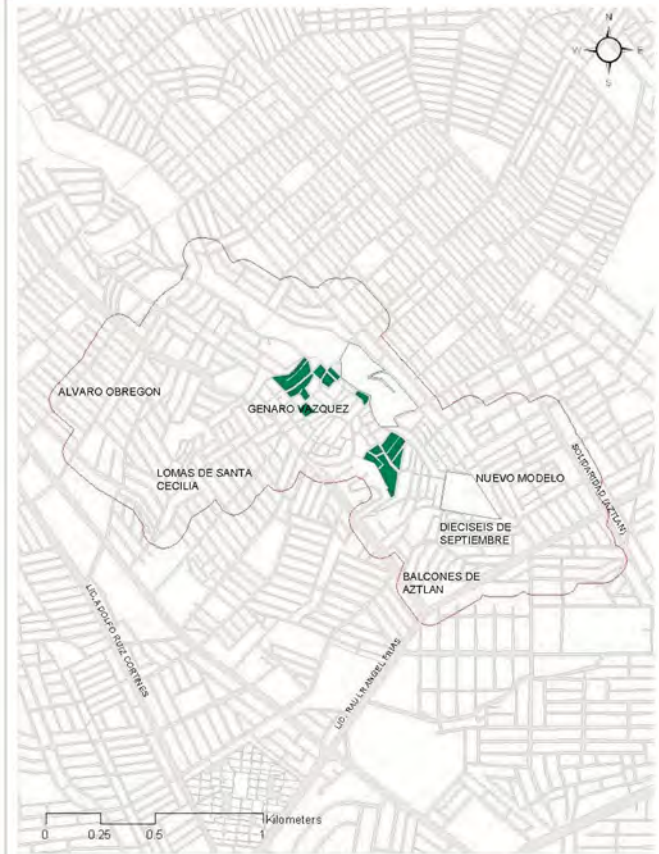 N
W E
S
ALVARO OBREGON
GENARO VAZQUEZ
LOMAS DE SANTA
CECILIA
NUEVO MODELO
SOLIDARIDAD (AZTLAN)
DIECISEIS DE
SEPTIEMBRE
BALCONES DE
AZTLAN
LIC. ADOLFO RUIZ CORTINES
LIC. RAUL RANGEL FRIAS
Kilometers
0 0.25 0.5 1